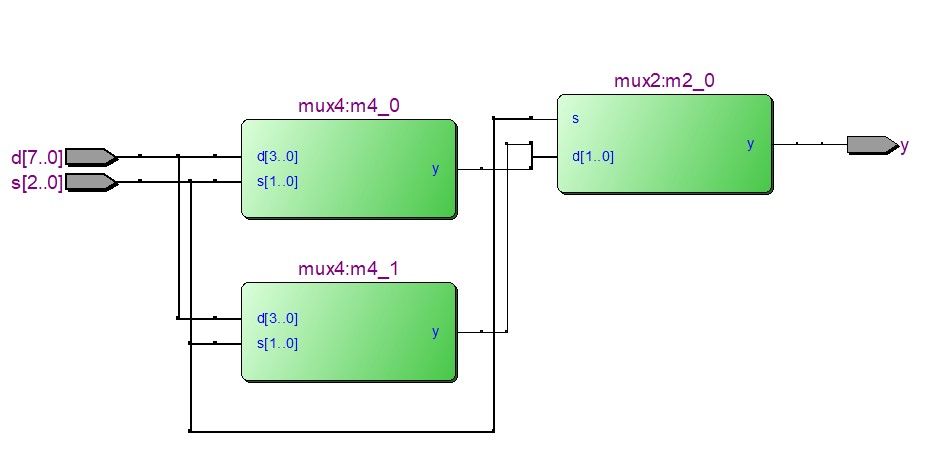 mux2:m2_0
mux4:m4_0
s
d[7..0]
d[3..0]
y
d[1..0]
y
y
s[2..0]
s[1..0]
mux4:m4_1
d[3..0]
y
s[1..0]